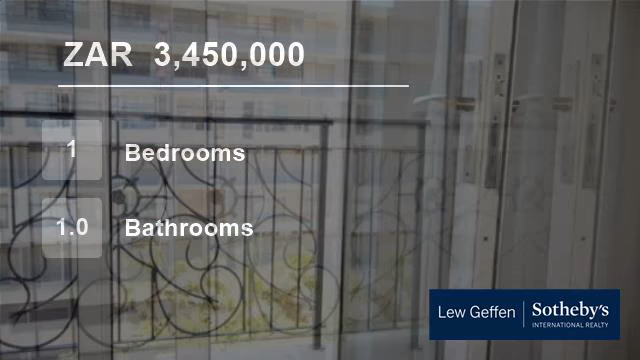 ZAR 3,450,000
1 Bedrooms
1.0 Bathrooms
Lew Geffen Sotheby's
INTERNATIONAL REALTY